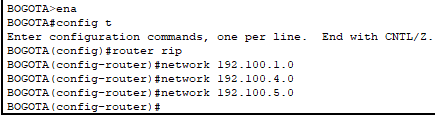 BOGOTA>ena
BOGOTA#config t
Enter configuration commands, one per line.  End with CNTL/Z.
BOGOTA(config)#router rip
BOGOTA(config-router)#network 192.100.1.0
BOGOTA(config-router)#network 192.100.4.0
BOGOTA(config-router)#network 192.100.5.0
BOGOTA(config-router)#